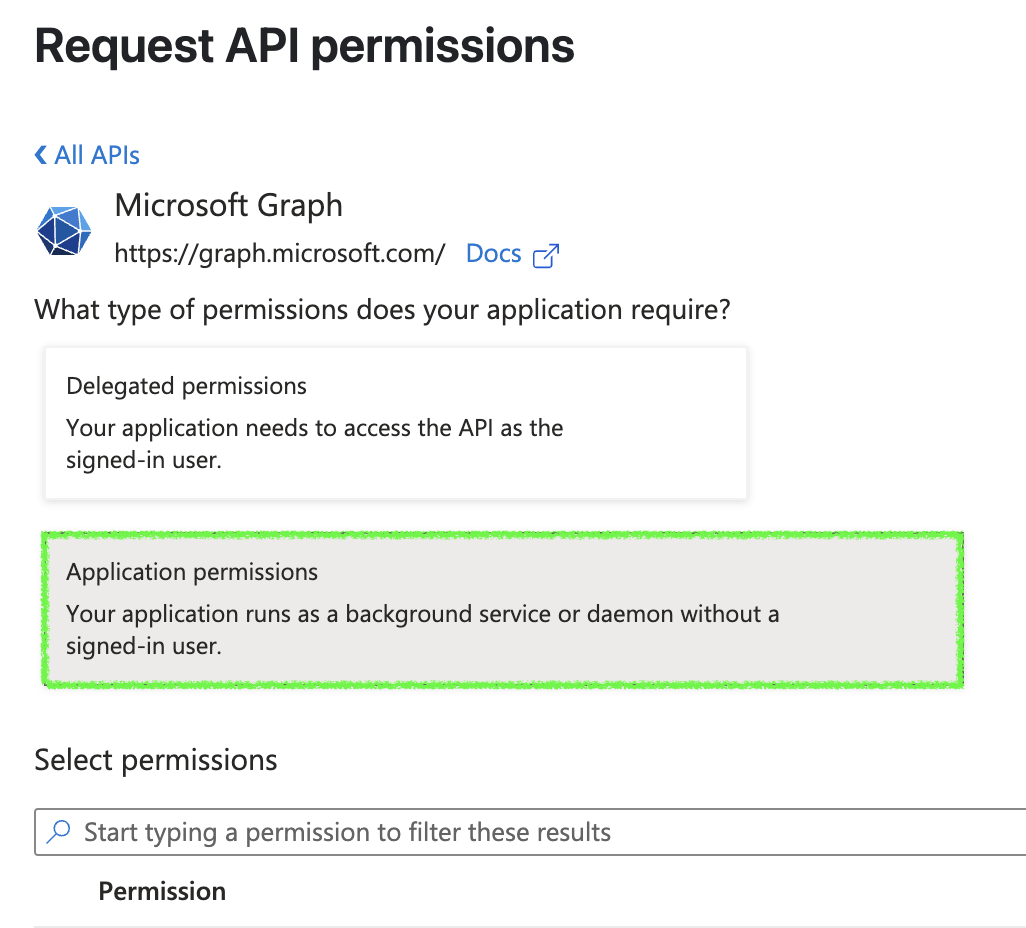 Request API permissions
All APIs
Microsoft Graph
https://graph.microsoft.com/ Docs
What type of permissions does your application require?
Delegated permissions
Your application needs to access the API as the
signed-in user.
Application permissions
Your application runs as a background service or daemon without a
signed-in user.
Select permissions
Start typing a permission to filter these results
Permission